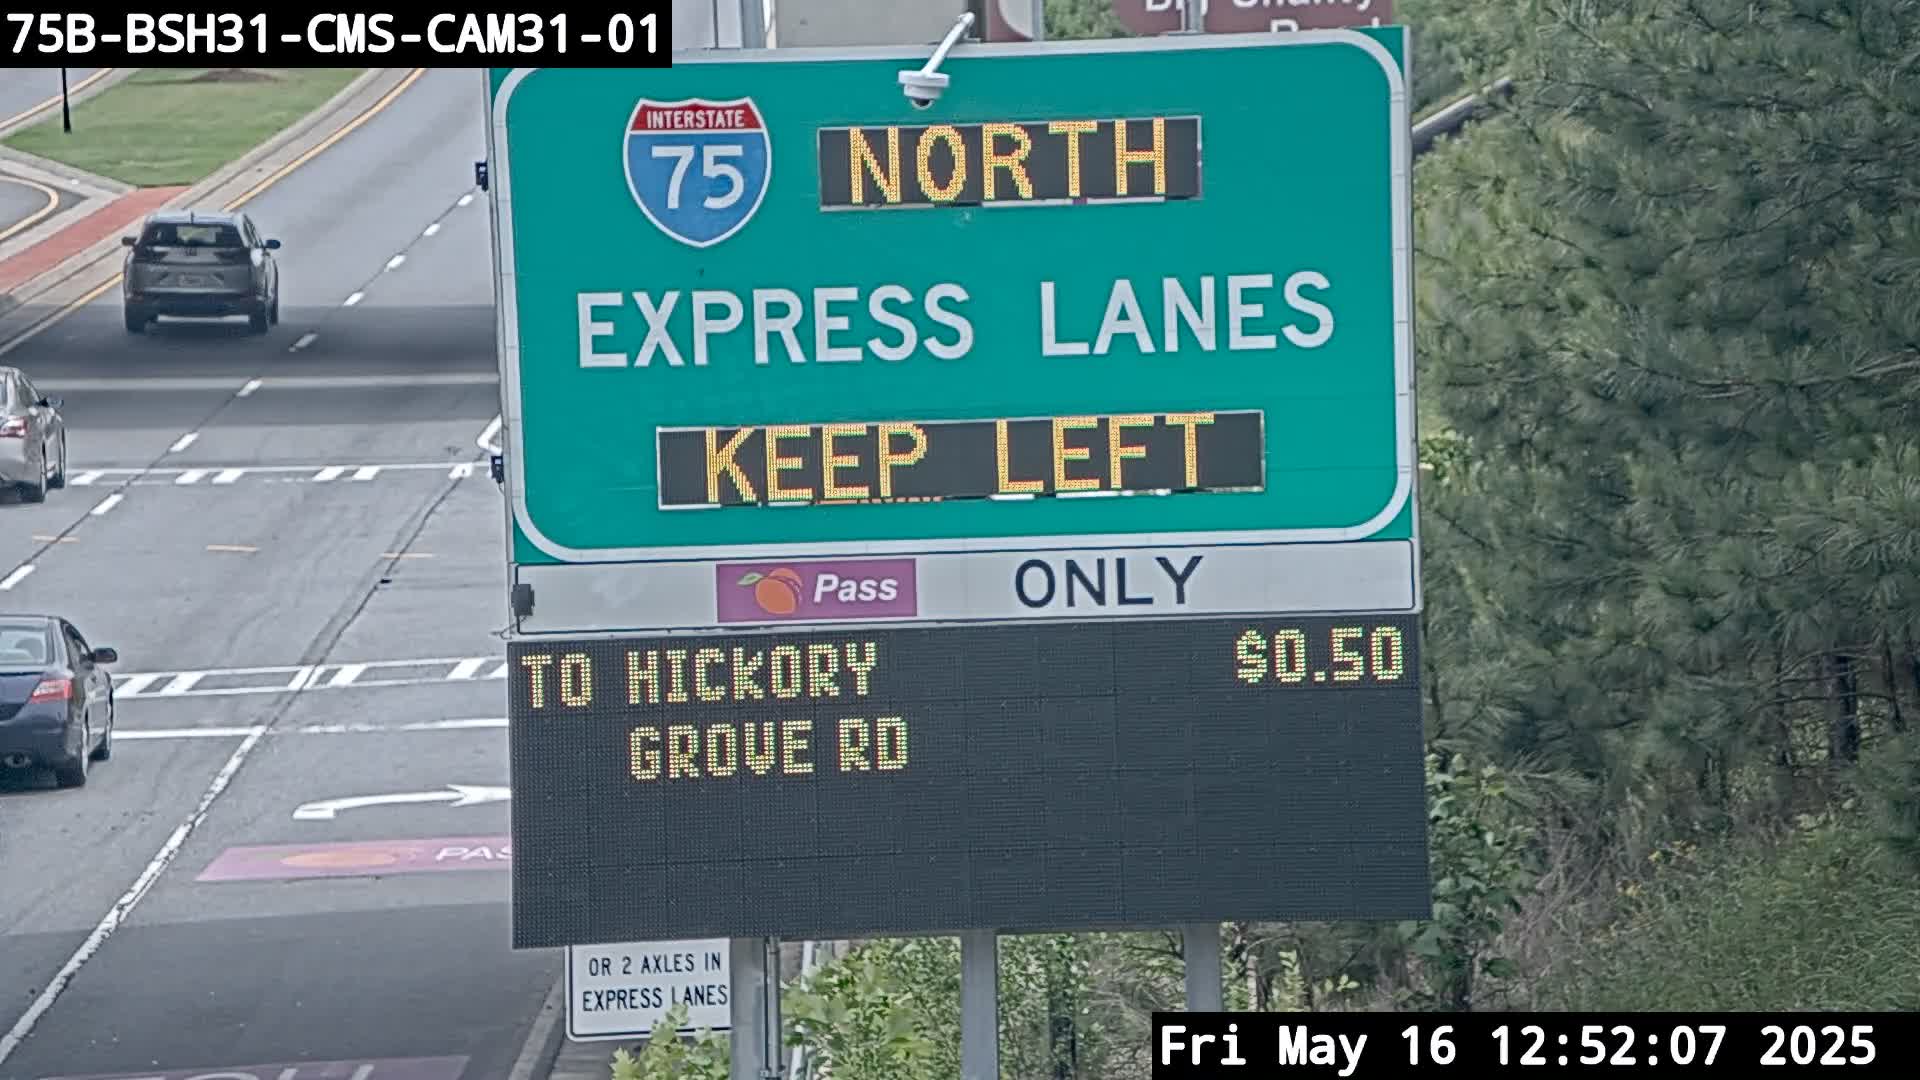 75B-BSH31-CMS-CAM31-01
INTERSTATE
75
NORTH
EXPRESS LANES
KEEP LEFT
Pass
ONLY
TO HICKORY $0.50
GROVE RD
PAS
OR 2 AXLES IN
EXPRESS LANES
Fri May 16 12:52:07 2025